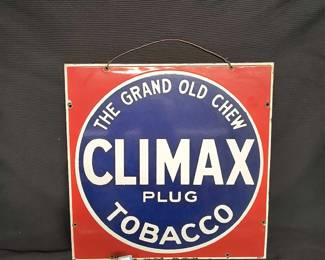 THE GRAND OLD CHEW
CLIMAX
PLUG
TOBACCO